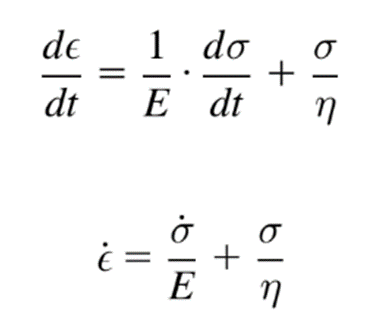 dϵ/dt = 1/E · dσ/dt + σ/η
ϵ̇ = σ̇/E + σ/η